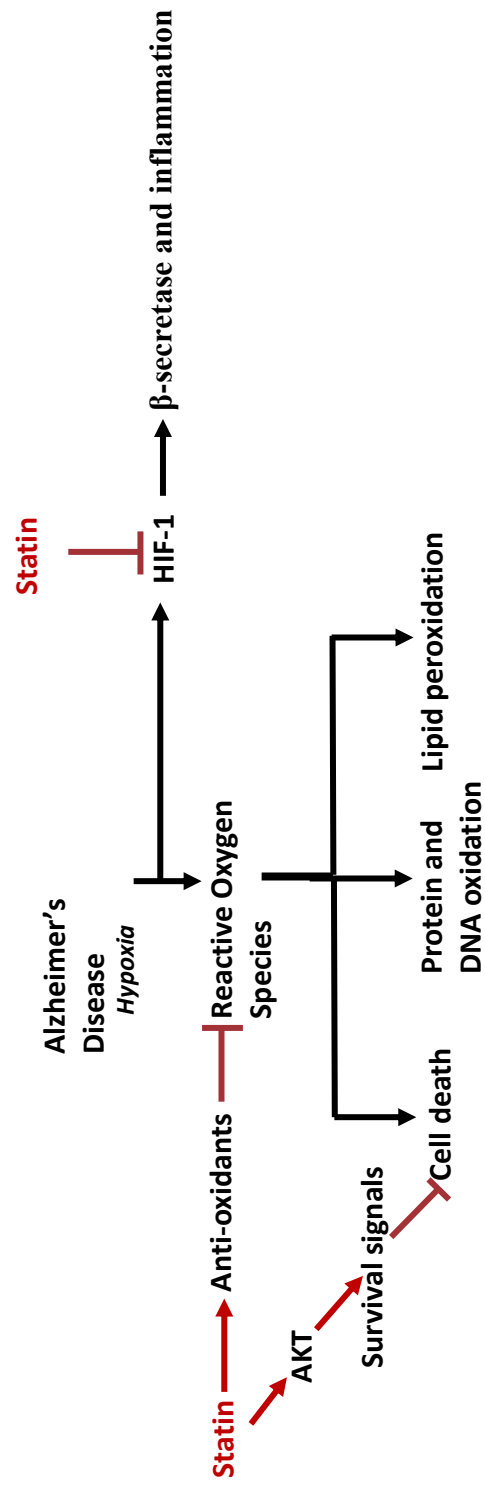 Statin
Alzheimer's
Disease
Hypoxia
HIF-1
β-secretase and inflammation
Statin
Anti-oxidants
Reactive Oxygen
Species
AKT
Survival signals
Cell death
Protein and
DNA oxidation
Lipid peroxidation